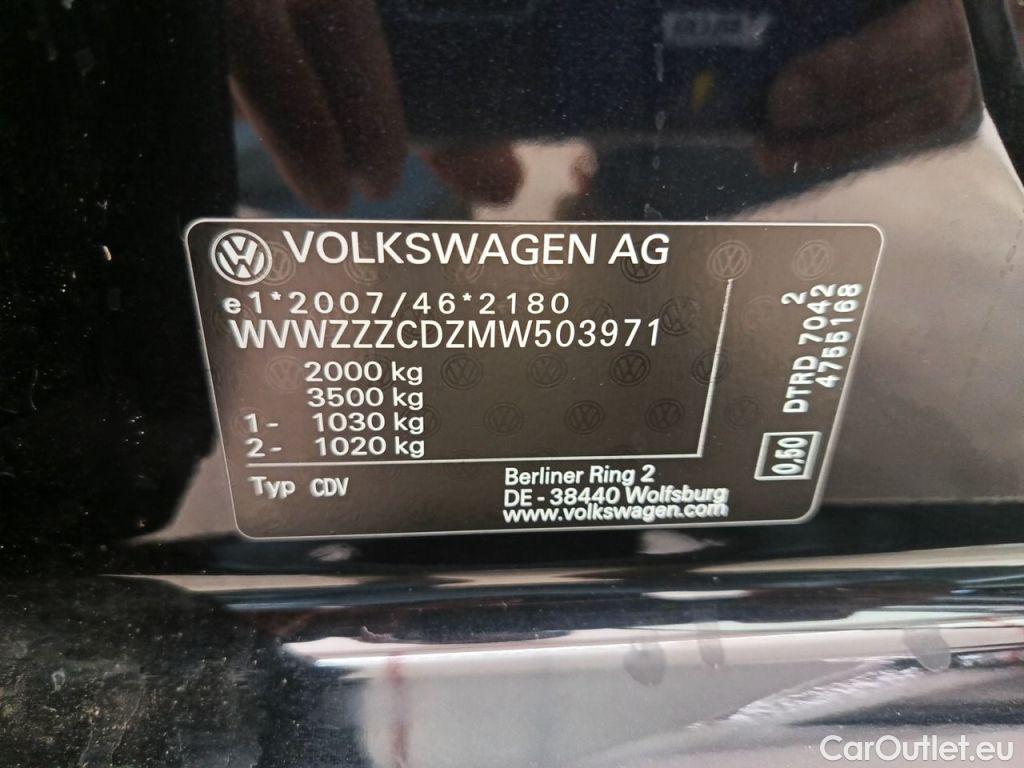 VOLKSWAGEN AG
e1*2007/46*2180
WVWZZZCDZMW503971
2000 kg
3500 kg
1- 1030 kg
2- 1020 kg
Typ CDV
Berliner Ring 2
DE - 38440 Wolfsburg
www.volkswagen.com
2
DTRD 7042
4755168
0,50
CarOutlet.eu